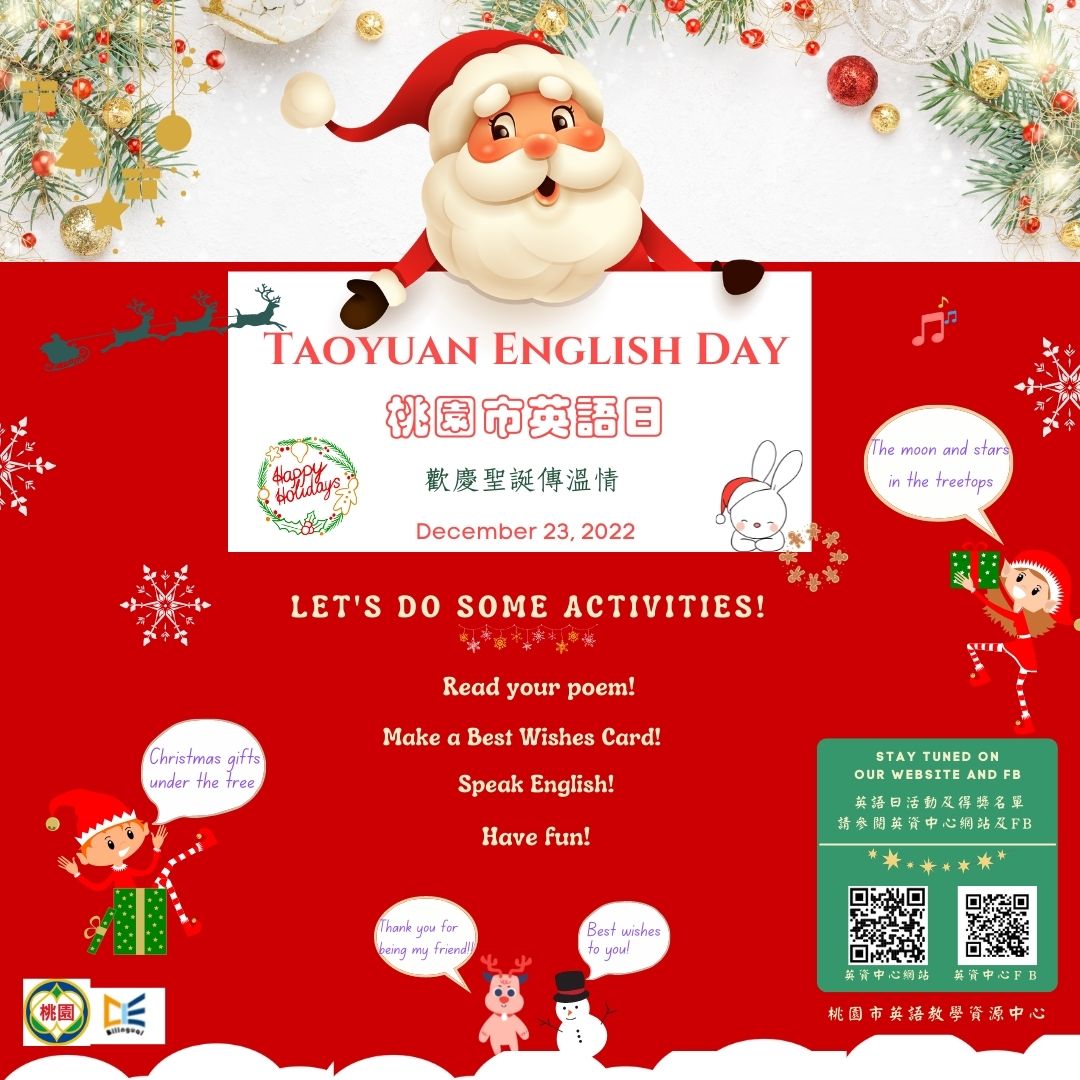 TAOYUAN ENGLISH DAY
桃園市英語日
Happy
Holidays
歡慶聖誕傳溫情
December 23, 2022
The moon and stars
in the treetops
LET'S DO SOME ACTIVITIES!
Read your poem!
Make a Best Wishes Card!
Speak English!
Have fun!
Christmas gifts
under the tree
STAY TUNED ON
OUR WEBSITE AND FB
英語日活動及得獎名單
請參閱英資中心網站及FB
英資中心網站
英資中心FB
Thank you for
being my friend!!
Best wishes
to you!
桃園
Bilingual
桃園市英語教學資源中心